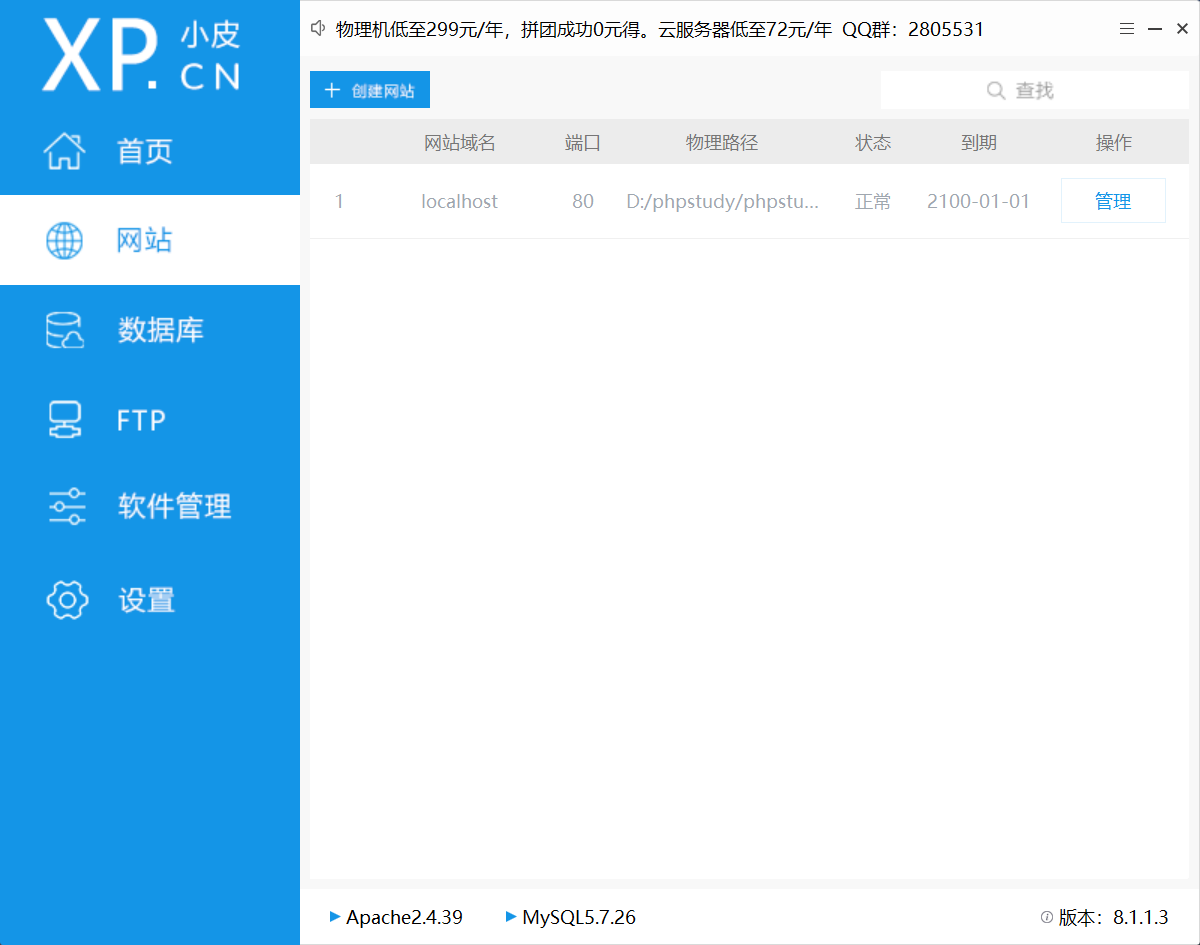 XP.小皮CN
物理机低至299元/年，拼团成功0元得。云服务器低至72元/年 QQ群：2805531
首页
网站
数据库
FTP
软件管理
设置
创建网站
查找
网站域名 端口 物理路径 状态 到期 操作
1 localhost 80 D:/phpstudy/phpstu... 正常 2100-01-01 管理
Apache2.4.39 MySQL5.7.26 版本：8.1.1.3